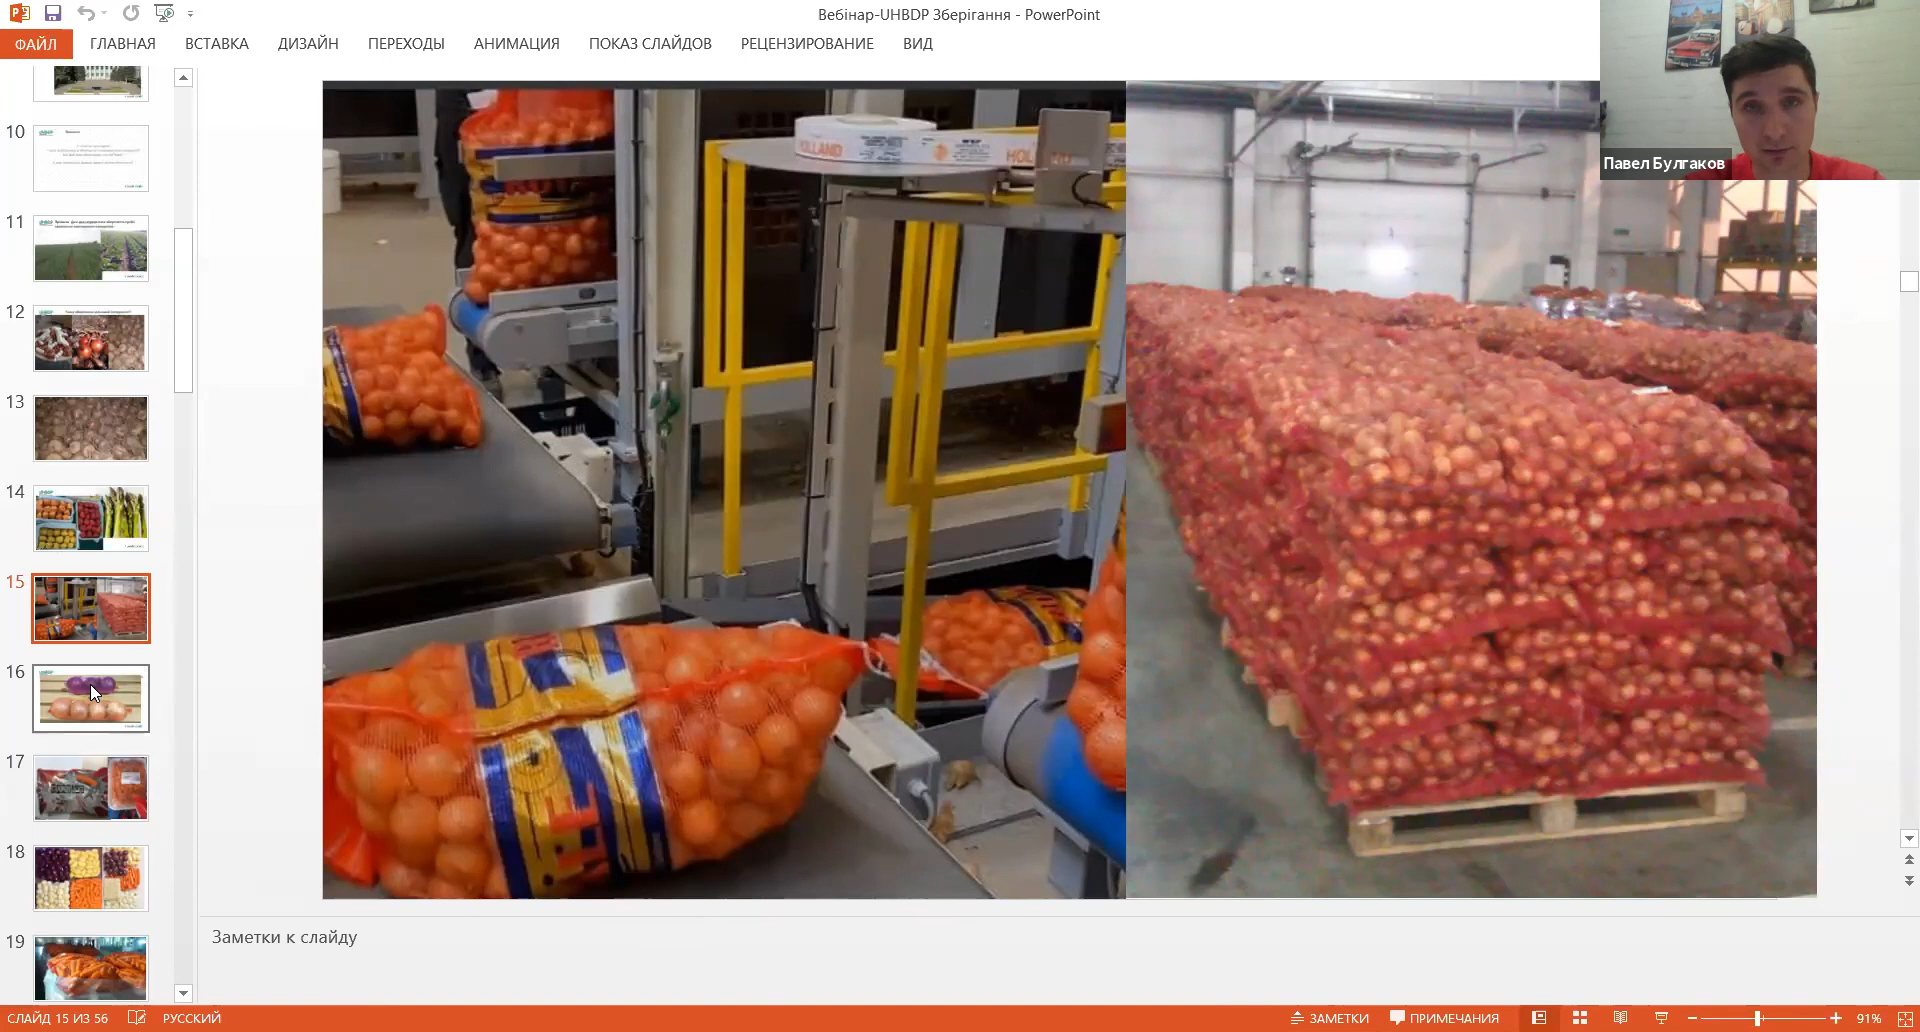 Вебінар-UHBDP Зберігання - PowerPoint
ФАЙЛ
ГЛАВНАЯ
ВСТАВКА
ДИЗАЙН
ПЕРЕХОДЫ
АНИМАЦИЯ
ПОКАЗ СЛАЙДОВ
РЕЦЕНЗИРОВАНИЕ
ВИД
Павел Булгаков
10
11
12
13
14
15
16
17
18
19
HOLLAND
Заметки к слайду
СЛАЙД 15 ИЗ 56
РУССКИЙ
ЗАМЕТКИ
ПРИМЕЧАНИЯ
91%